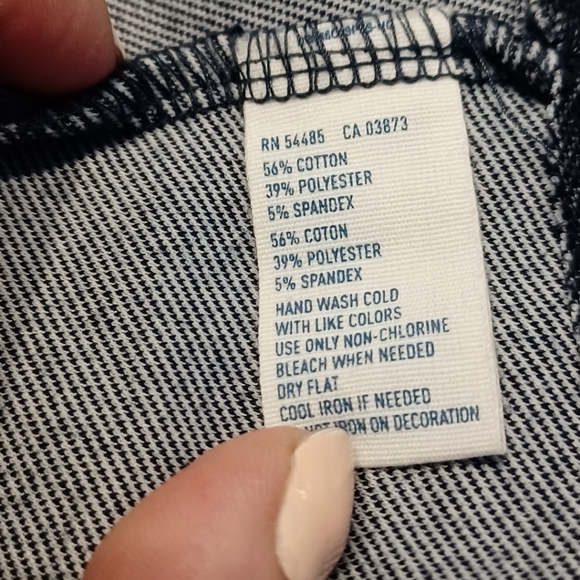 RN 54485 CA 03873
56% COTTON
39% POLYESTER
5% SPANDEX
56% COTON
39% POLYESTER
5% SPANDEX
HAND WASH COLD
WITH LIKE COLORS
USE ONLY NON-CHLORINE
BLEACH WHEN NEEDED
DRY FLAT
COOL IRON IF NEEDED
IRON ON DECORATION